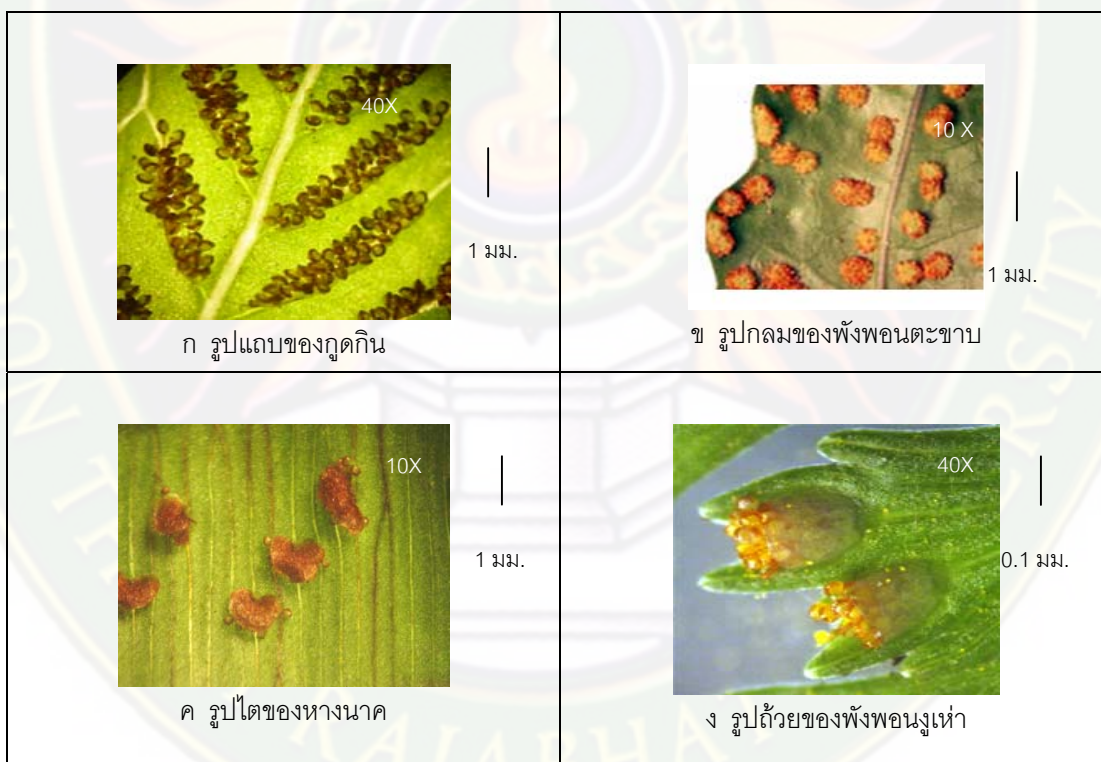 40X
1 มม.
ก รูปแถบของกูดกิน
10 X
1 มม.
ข รูปกลมของพังพอนตะขาบ
10X
1 มม.
ค รูปไตของหางนาค
40X
0.1 มม.
ง รูปถ้วยของพังพอนงูเห่า